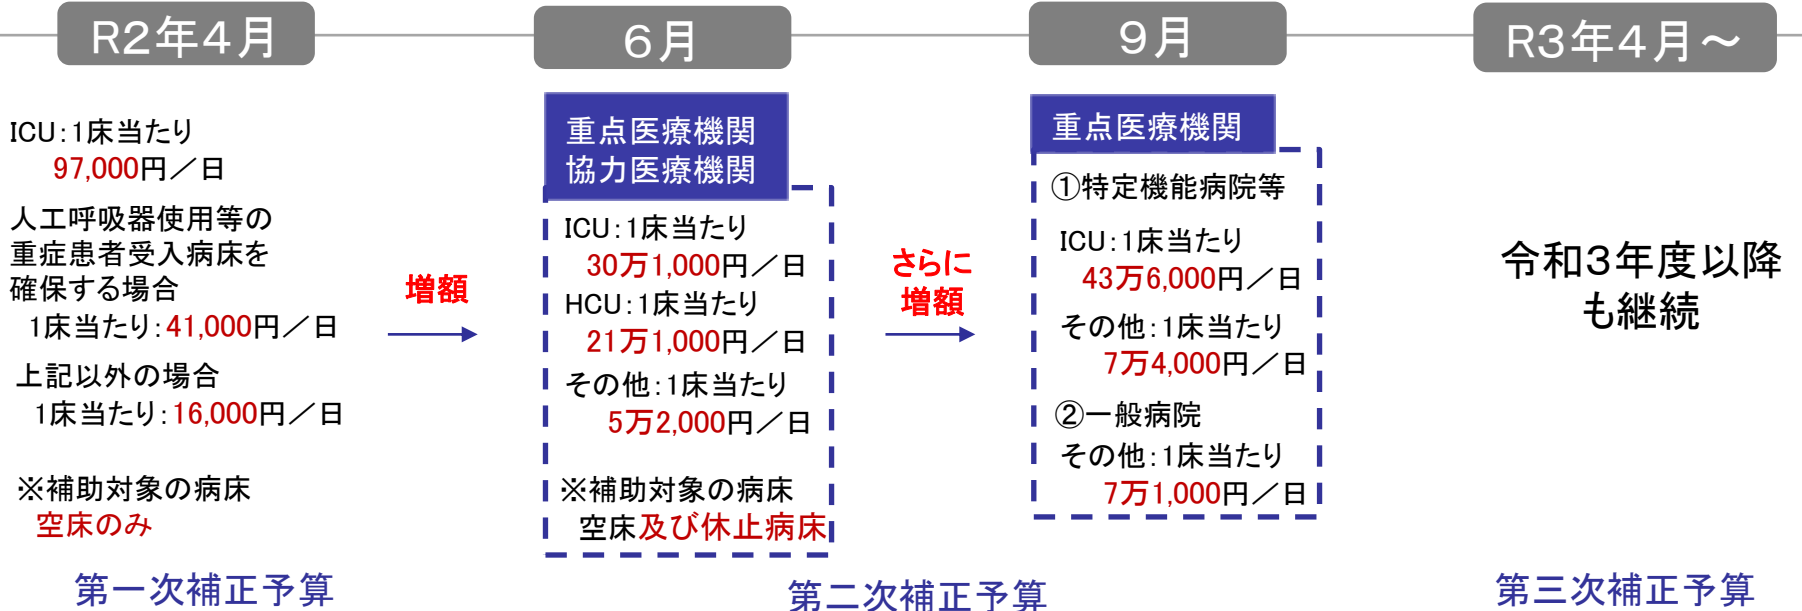 R2年4月
ICU：1床当たり
97,000円／日
人工呼吸器使用等の
重症患者受入病床を
確保する場合
1床当たり：41,000円／日
上記以外の場合
1床当たり：16,000円／日
※補助対象の病床
空床のみ
第一次補正予算
増額
6月
重点医療機関
協力医療機関
ICU：1床当たり
30万1,000円／日
HCU：1床当たり
21万1,000円／日
その他：1床当たり
5万2,000円／日
※補助対象の病床
空床及び休止病床
第二次補正予算
さらに
増額
9月
重点医療機関
①特定機能病院等
ICU：1床当たり
43万6,000円／日
その他：1床当たり
7万4,000円／日
②一般病院
その他：1床当たり
7万1,000円／日
R3年4月～
令和3年度以降
も継続
第三次補正予算